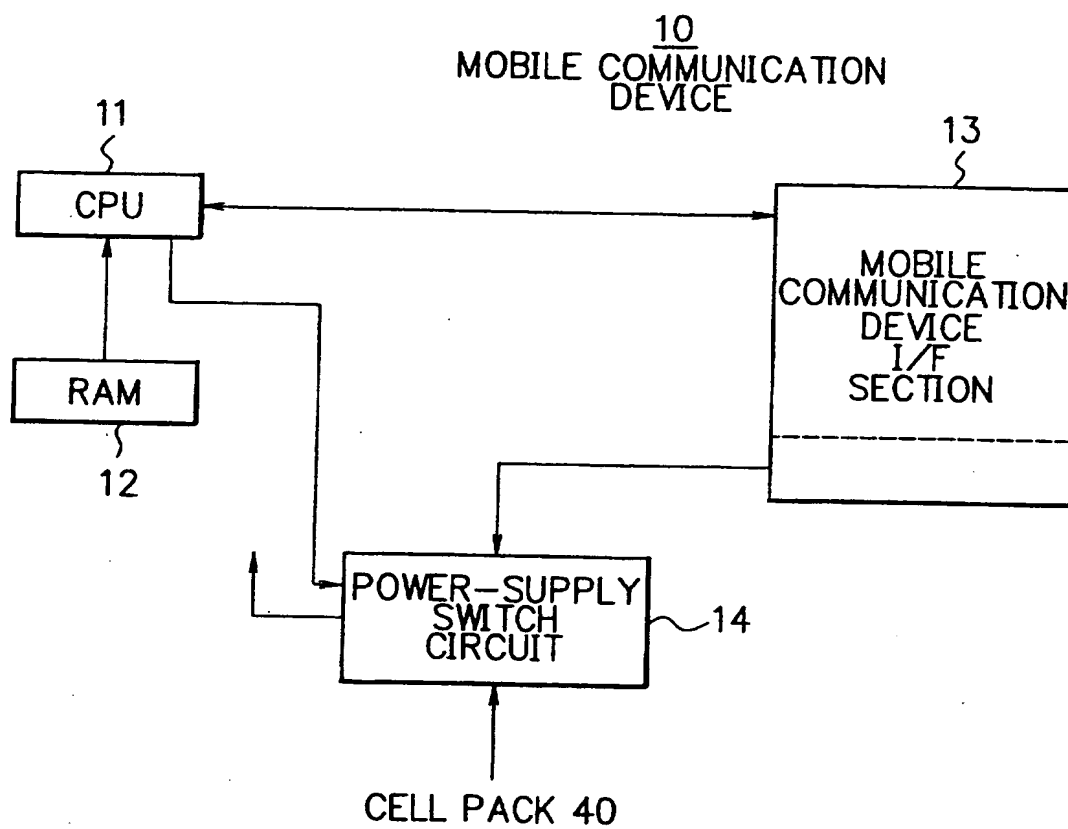 10
MOBILE COMMUNICATION
DEVICE
11
13
CPU
MOBILE
COMMUNICATION
DEVICE
I/F
SECTION
RAM
12
POWER-SUPPLY
SWITCH
CIRCUIT
14
CELL PACK 40